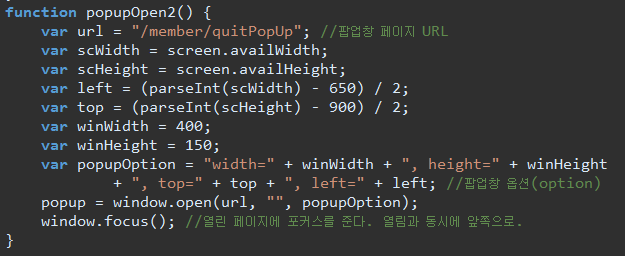 function popupOpen2() {
var url = "/member/quitPopUp"; //팝업창 페이지 URL
var scWidth = screen.availWidth;
var scHeight = screen.availHeight;
var left = (parseInt(scWidth) - 650) / 2;
var top = (parseInt(scHeight) - 900) / 2;
var winWidth = 400;
var winHeight = 150;
var popupOption = "width=" + winWidth + ", height=" + winHeight
+ ", top=" + top + ", left=" + left; //팝업창 옵션(option)
popup = window.open(url, "", popupOption);
window.focus(); //열린 페이지에 포커스를 준다. 열림과 동시에 앞쪽으로.
}